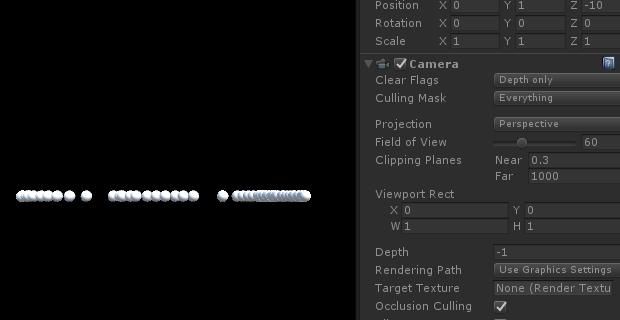 Position X 0 Y 1 Z -10
Rotation X 0 Y 0 Z 0
Scale X 1 Y 1 Z 1
Camera
Clear Flags Depth only
Culling Mask Everything
Projection Perspective
Field of View 60
Clipping Planes Near 0.3
Far 1000
Viewport Rect
X 0 Y 0
W 1 H 1
Depth -1
Rendering Path Use Graphics Settings
Target Texture None (Render Textu
Occlusion Culling